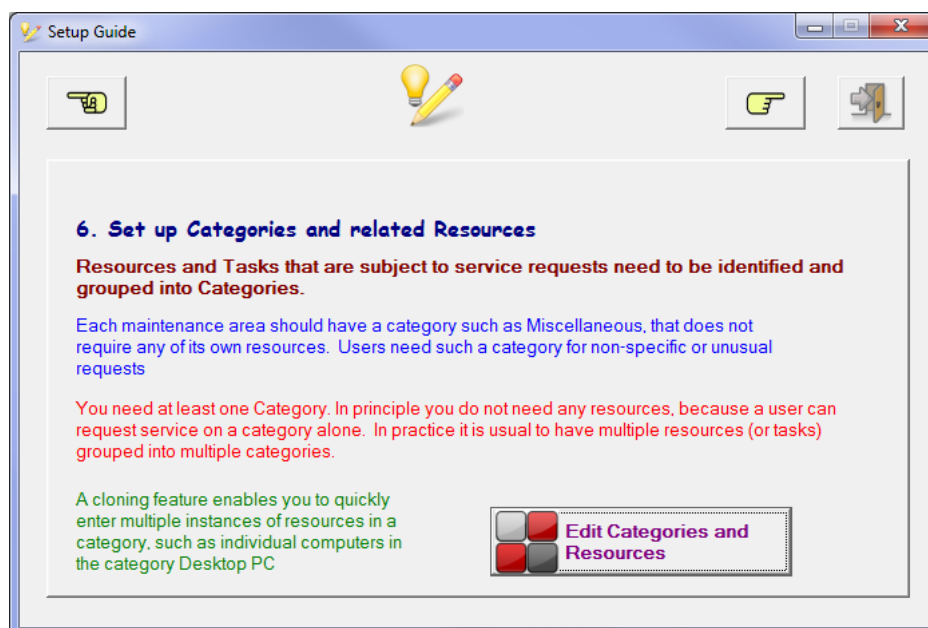 Setup Guide
6. Set up Categories and related Resources
Resources and Tasks that are subject to service requests need to be identified and
grouped into Categories.
Each maintenance area should have a category such as Miscellaneous, that does not
require any of its own resources.  Users need such a category for non-specific or unusual
requests
You need at least one Category. In principle you do not need any resources, because a user can
request service on a category alone.  In practice it is usual to have multiple resources (or tasks)
grouped into multiple categories.
A cloning feature enables you to quickly
enter multiple instances of resources in a
category, such as individual computers in
the category Desktop PC
Edit Categories and
Resources